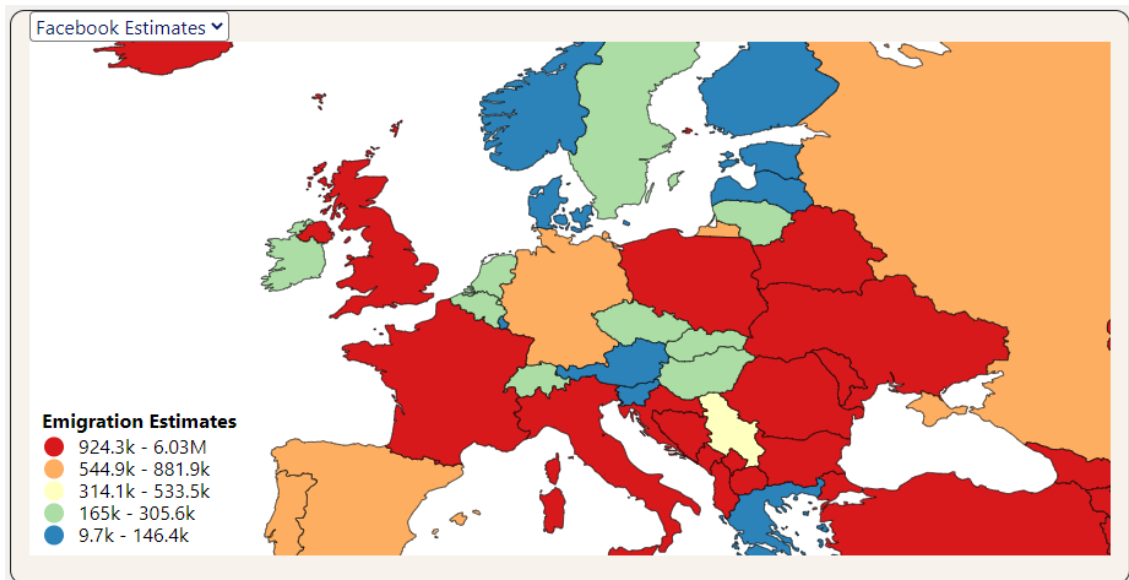 Facebook Estimates
Emigration Estimates
924.3k - 6.03M
544.9k - 881.9k
314.1k - 533.5k
165k - 305.6k
9.7k - 146.4k